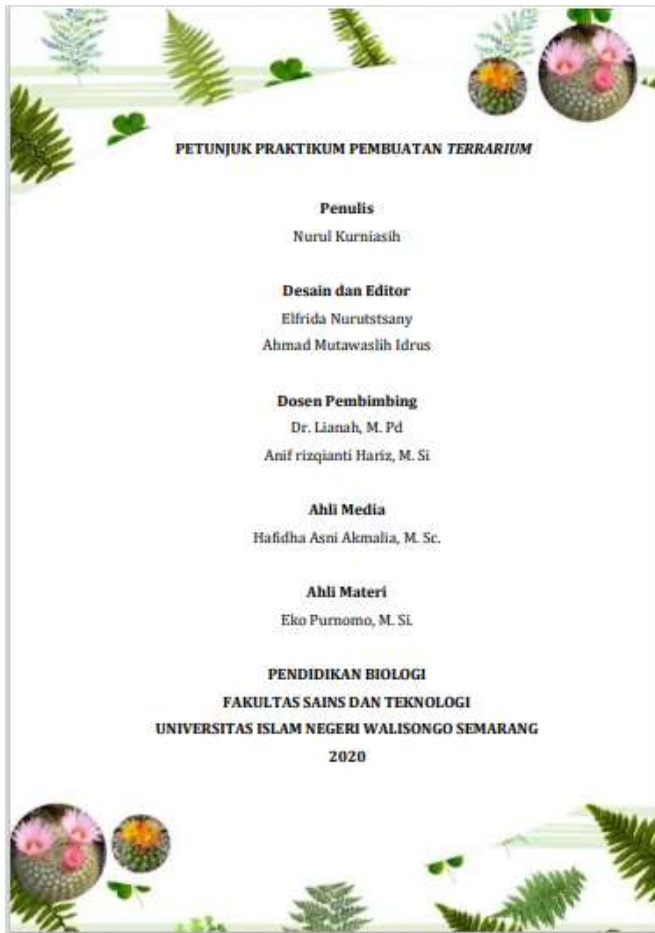 PETUNJUK PRAKTIKUM PEMBUATAN TERRARIUM
Penulis
Nurul Kurniasih
Desain dan Editor
Elfrida Nurutstsany
Ahmad Mutawaslih Idrus
Dosen Pembimbing
Dr. Lianah, M. Pd
Anif rizqianti Hariz, M. Si
Ahli Media
Hafidha Asni Akmalia, M. Sc.
Ahli Materi
Eko Purnomo, M. Si.
PENDIDIKAN BIOLOGI
FAKULTAS SAINS DAN TEKNOLOGI
UNIVERSITAS ISLAM NEGERI WALISONGO SEMARANG
2020